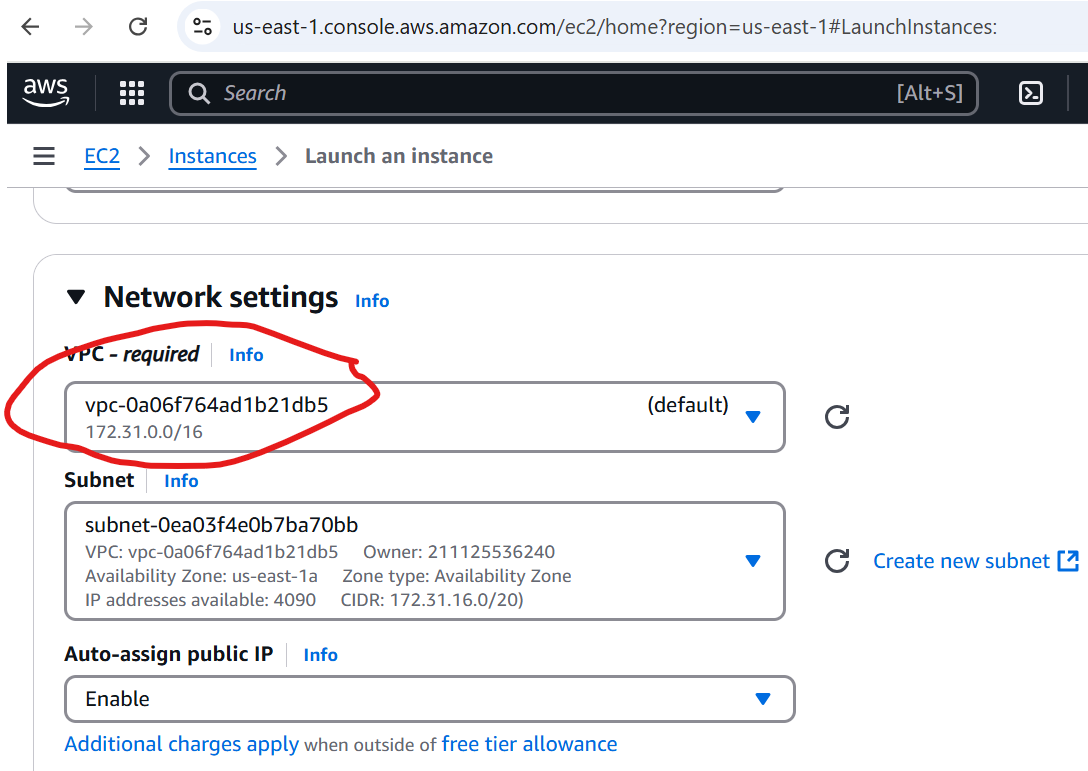 us-east-1.console.aws.amazon.com/ec2/home?region=us-east-1#LaunchInstances:
aws Search [Alt+S]
EC2 > Instances > Launch an instance
Network settings Info
VPC - required Info
vpc-0a06f764ad1b21db5 (default)
172.31.0.0/16
Subnet Info
subnet-0ea03f4e0b7ba70bb
VPC: vpc-0a06f764ad1b21db5 Owner: 211125536240
Availability Zone: us-east-1a Zone type: Availability Zone
IP addresses available: 4090 CIDR: 172.31.16.0/20)
Create new subnet
Auto-assign public IP Info
Enable
Additional charges apply when outside of free tier allowance